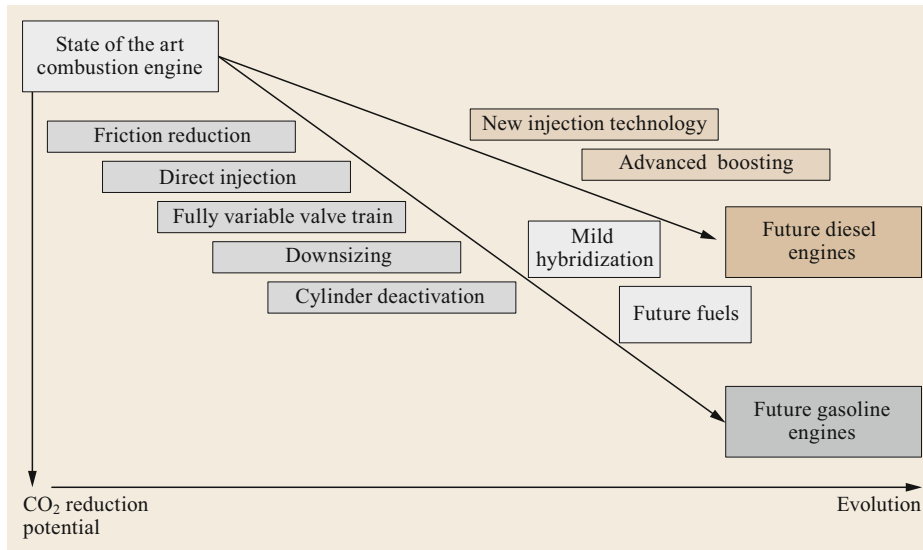 State of the art
combustion engine
New injection technology
Friction reduction
Advanced boosting
Direct injection
Fully variable valve train
Mild
hybridization
Future diesel
engines
Downsizing
Cylinder deactivation
Future fuels
Future gasoline
engines
CO₂ reduction
potential
Evolution